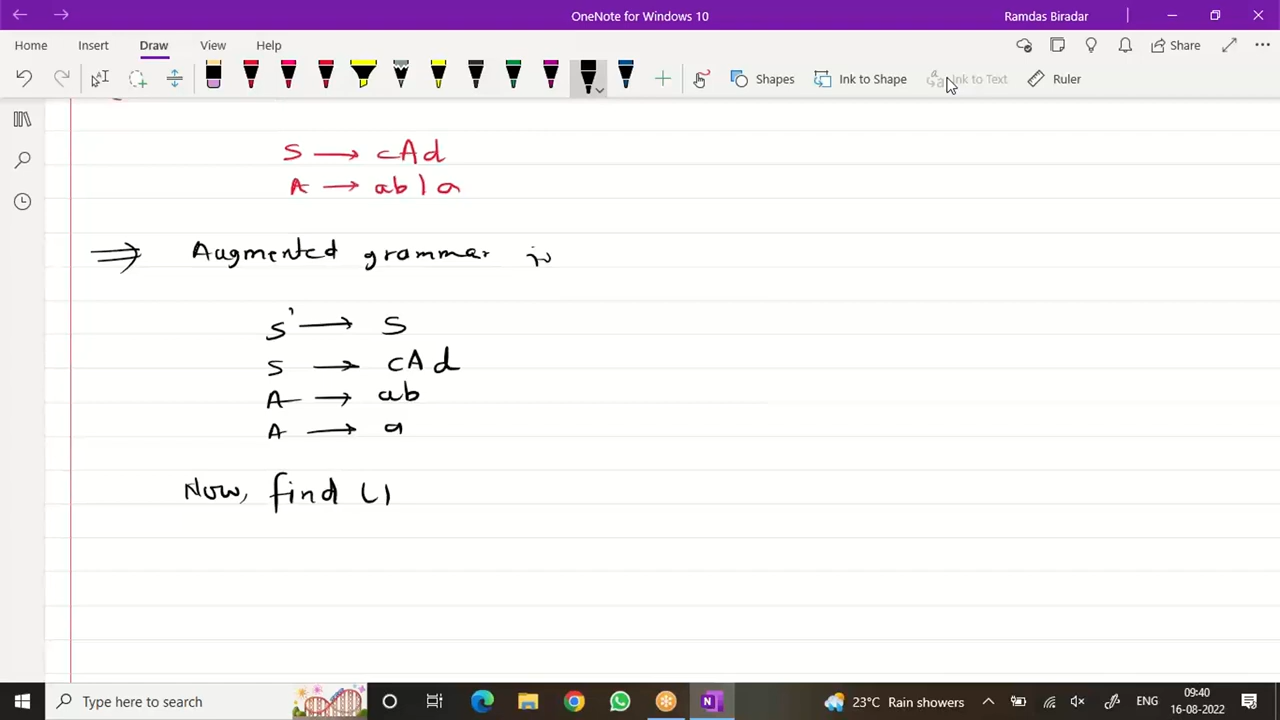 OneNote for Windows 10
Ramdas Biradar
Home Insert Draw View Help
Share
Shapes Ink to Shape Ink to Text Ruler
S → cAd
A → ab | a
⇒ Augmented grammar is
S' → S
S → cAd
A → ab
A → a
Now, find
Type here to search
23°C Rain showers
ENG
09:40
16-08-2022